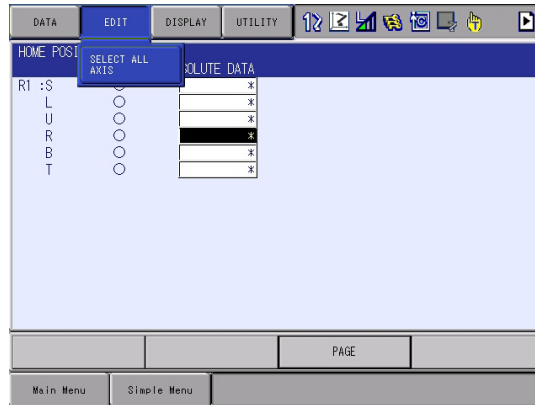 DATA EDIT DISPLAY UTILITY
HOME POSI
SELECT ALL
AXIS
SOLUTE DATA
R1 :S *
L *
U *
R *
B *
T *
PAGE
Main Menu Simple Menu